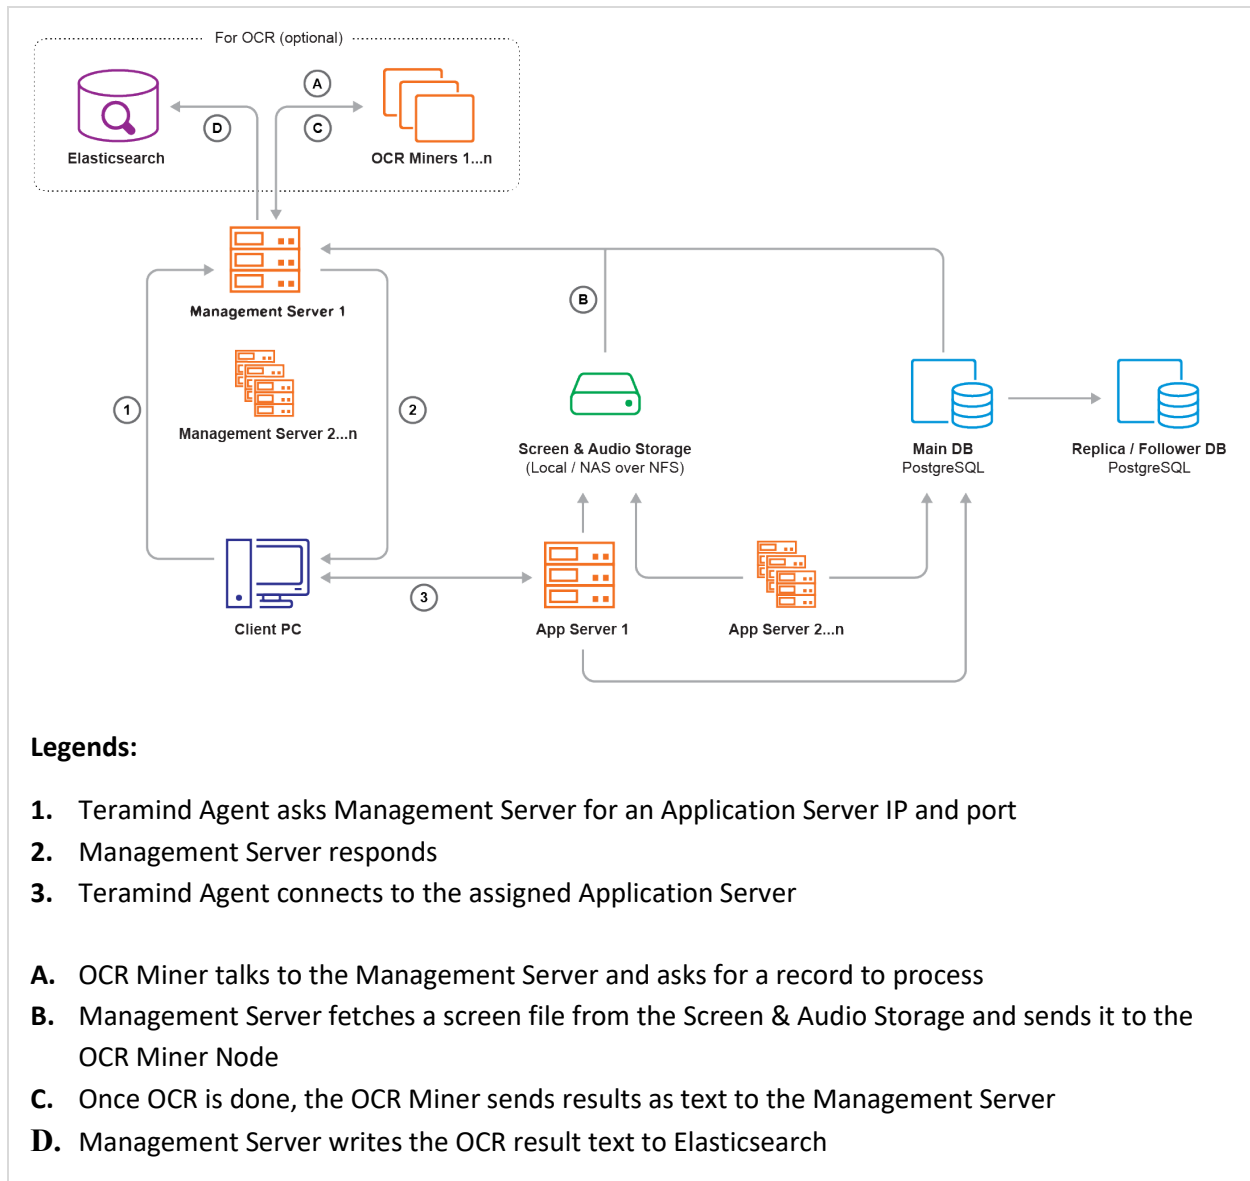 For OCR (optional)
A
D
C
Elasticsearch
OCR Miners 1...n
Management Server 1
B
1
2
Management Server 2...n
Screen & Audio Storage
(Local / NAS over NFS)
Main DB
PostgreSQL
Replica / Follower DB
PostgreSQL
3
Client PC
App Server 1
App Server 2...n
Legends:
1. Teramind Agent asks Management Server for an Application Server IP and port
2. Management Server responds
3. Teramind Agent connects to the assigned Application Server
A. OCR Miner talks to the Management Server and asks for a record to process
B. Management Server fetches a screen file from the Screen & Audio Storage and sends it to the
OCR Miner Node
C. Once OCR is done, the OCR Miner sends results as text to the Management Server
D. Management Server writes the OCR result text to Elasticsearch